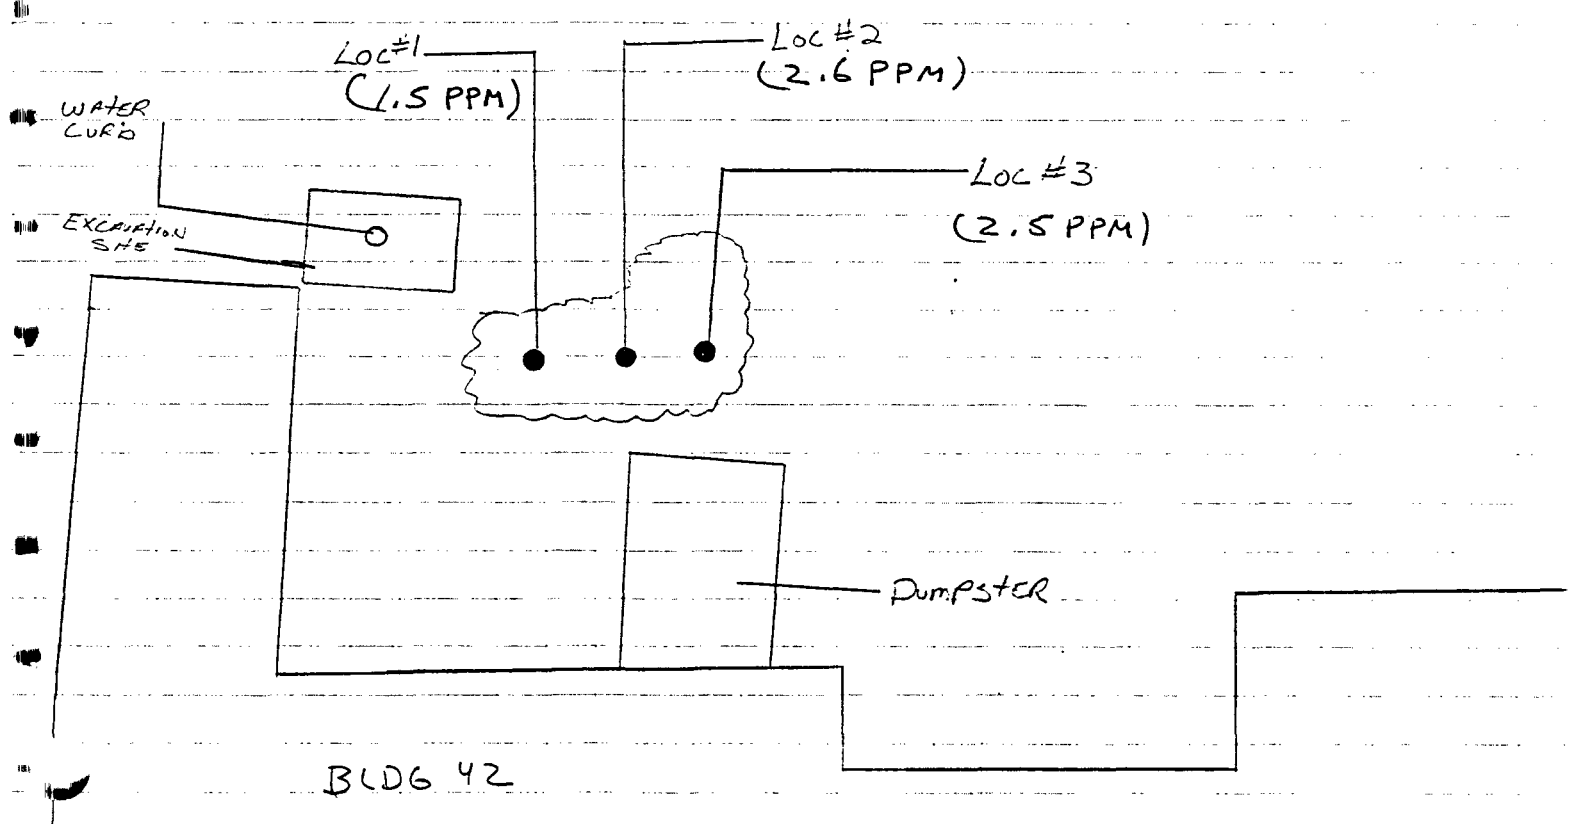 Loc #1
(1.5 PPM)
Loc #2
(2.6 PPM)
WATER
Loc #3
(2.5 PPM)
EXCAVATION
SITE
DUMPSTER
BLDG 42